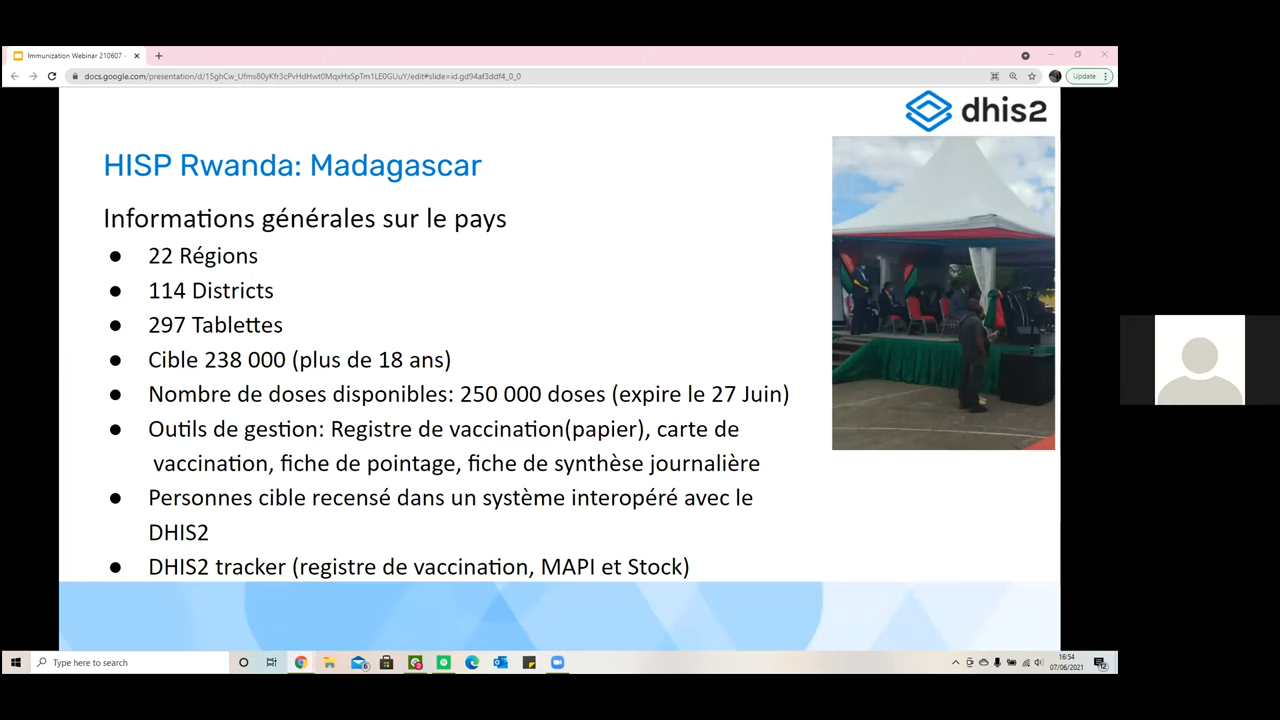 Immunization Webinar 210607 -
docs.google.com/presentation/d/15ghCw_Ufms80yKfr3cPvHdHwt0MqxHxSpTm1LE0GUuY/edit#slide=id.gd94af3ddf4_0_0
Update
dhis2
HISP Rwanda: Madagascar
Informations générales sur le pays
● 22 Régions
● 114 Districts
● 297 Tablettes
● Cible 238 000 (plus de 18 ans)
● Nombre de doses disponibles: 250 000 doses (expire le 27 Juin)
● Outils de gestion: Registre de vaccination(papier), carte de
vaccination, fiche de pointage, fiche de synthèse journalière
● Personnes cible recensé dans un système interopéré avec le
DHIS2
● DHIS2 tracker (registre de vaccination, MAPI et Stock)
Type here to search
16:54
07/06/2021